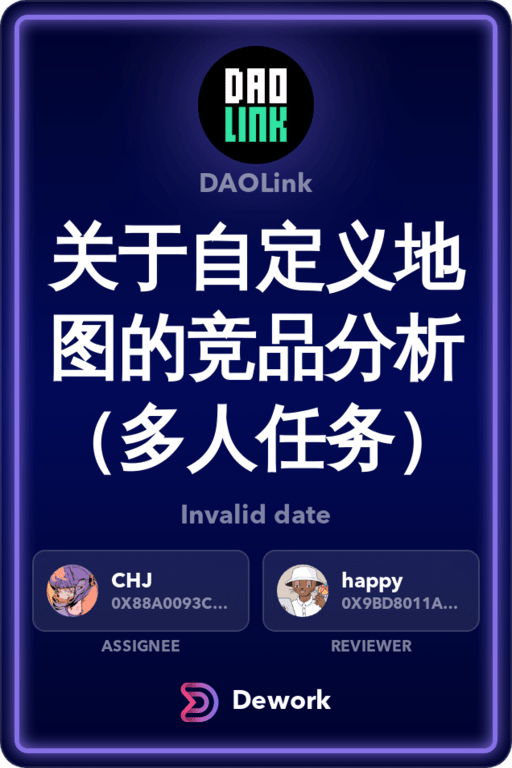 DAO
LINK
DAOLink
关于自定义地
图的竞品分析
（多人任务）
Invalid date
CHJ
0X88A0093C...
happy
0X9BD8011A...
ASSIGNEE
REVIEWER
Dework